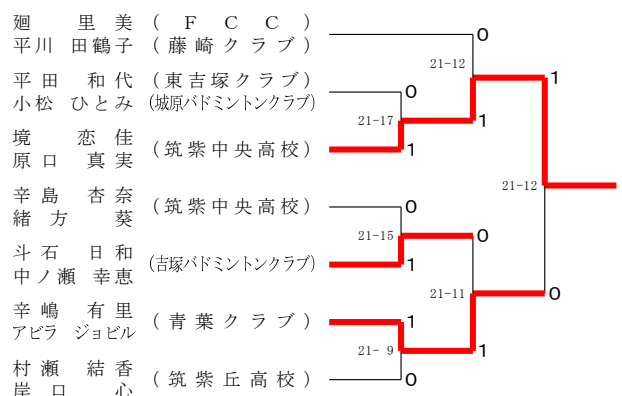 廻 里美 (FCC)
平川 田鶴子 (藤崎クラブ)
平田 和代 (東吉塚クラブ)
小松 ひとみ (城原バドミントンクラブ)
境 恋佳
原口 真実
(筑紫中央高校)
辛島 杏奈
緒方 葵
(筑紫中央高校)
斗石 日和
中ノ瀬 幸恵
(吉塚バドミントンクラブ)
辛嶋 有里
アビラ ジョビル
(青葉クラブ)
村瀬 結香
岸口 心
(筑紫丘高校)
0
21-12
1
0
21-17
1
1
21-12
0
21-15
0
1
21-11
0
1
21- 9
1
0